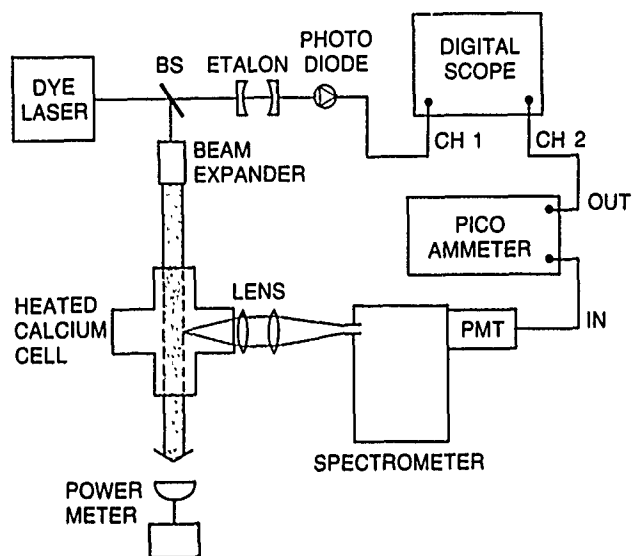 DYE
LASER
BS
ETALON
PHOTO
DIODE
DIGITAL
SCOPE
CH 1
CH 2
BEAM
EXPANDER
OUT
PICO
AMMETER
IN
HEATED
CALCIUM
CELL
LENS
PMT
SPECTROMETER
POWER
METER